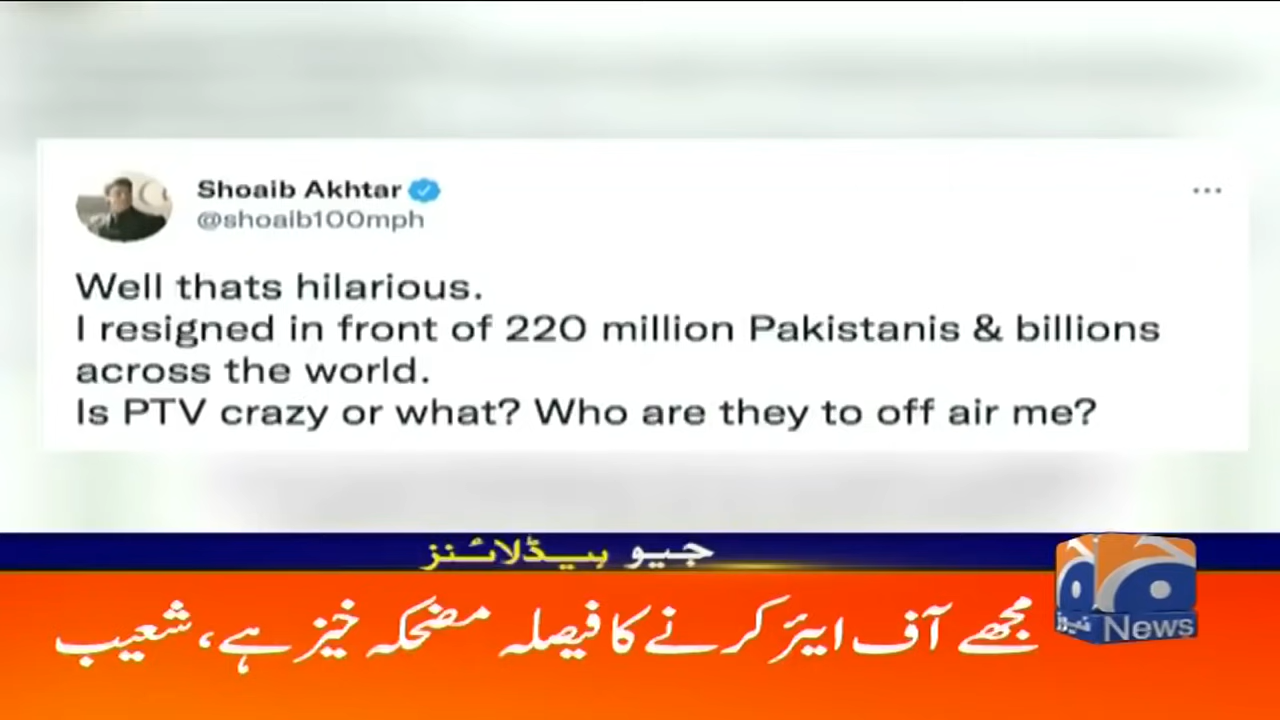 Shoaib Akhtar
@shoaib100mph
Well thats hilarious.
I resigned in front of 220 million Pakistanis & billions
across the world.
Is PTV crazy or what? Who are they to off air me?
جیو ہیڈلائنز
مجھے آف ایئر کرنے کا فیصلہ مضحکہ خیز ہے، شعیب
نیوز News